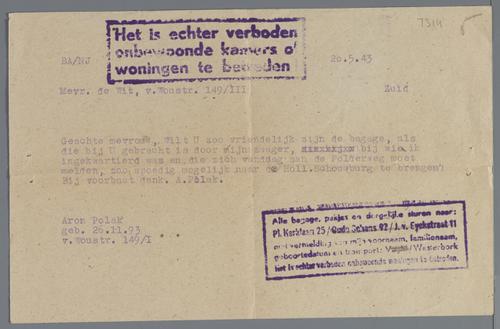 Het is echter verboden
onbewoonde kamers of
woningen te betreden
7314
BA/NJ
20.5.43
Mevr. de Wit, v.Woustr. 149/III
Zuid
Geachte mevrouw, Wilt U zoo vriendelijk zijn de bagage, als
die bij U gebracht is door mijn zwager, bij wie ik
ingekwartierd was en die zich vandaag aan de Polderweg moet
melden, zoo spoedig mogelijk naar de Holl.Schouwburg te brengen?
Bij voorbaat dank. A.Polak.
Aron Polak
geb. 26.11.93
v.Woustr. 149/I
Alle bagage, pakjes en dergelijke sturen naar:
Pl. Kerklaan 25 / Oude Schans 92 / J. v. Eyckstraat 11
met vermelding van mijn voornaam, familienaam,
geboortedatum en transport: Vught / Westerbork
Het is echter verboden onbewoonde woningen te betreden.